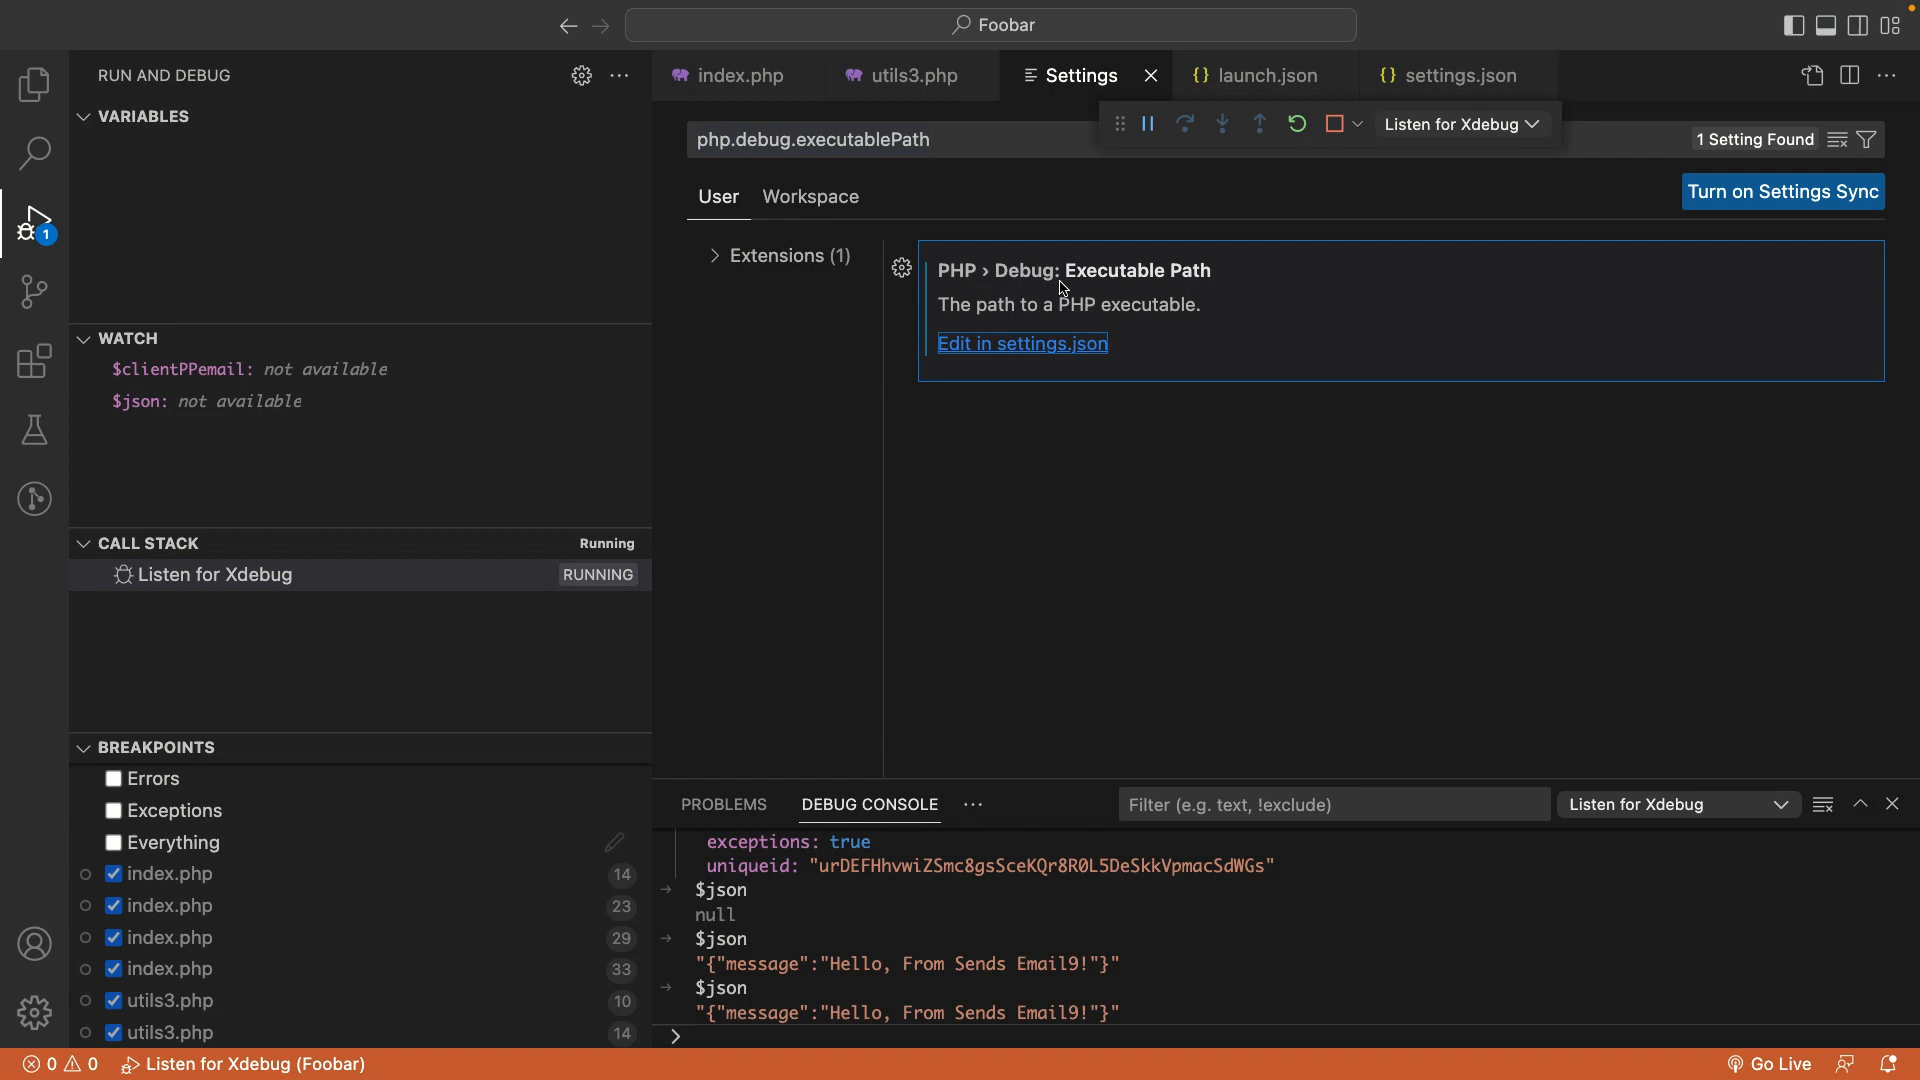 Foobar
RUN AND DEBUG
index.php
utils3.php
Settings
launch.json
settings.json
VARIABLES
Listen for Xdebug
php.debug.executablePath
1 Setting Found
User
Workspace
Turn on Settings Sync
1
Extensions (1)
PHP › Debug: Executable Path
The path to a PHP executable.
Edit in settings.json
WATCH
$clientPPemail: not available
$json: not available
CALL STACK
Running
Listen for Xdebug
RUNNING
BREAKPOINTS
Errors
Exceptions
Everything
index.php 14
index.php 23
index.php 29
index.php 33
utils3.php 10
utils3.php 14
PROBLEMS
DEBUG CONSOLE
Filter (e.g. text, !exclude)
Listen for Xdebug
exceptions: true
uniqueid: "urDEFHhvwiZSmc8gsSceKQr8R0L5DeSkkVpmacSdWGs"
$json
null
$json
"{"message":"Hello, From Sends Email9!"}"
$json
"{"message":"Hello, From Sends Email9!"}"
0 0 Listen for Xdebug (Foobar)
Go Live